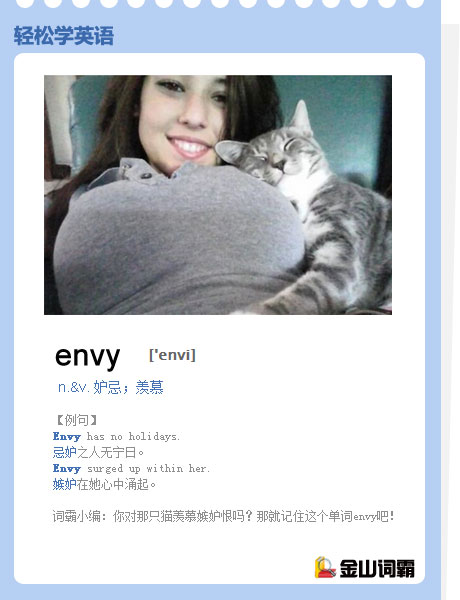 轻松学英语
envy ['envi]
n.&v. 妒忌；羡慕
【例句】
Envy has no holidays.
忌妒之人无宁日。
Envy surged up within her.
嫉妒在她心中涌起。
词霸小编：你对那只猫羡慕嫉妒恨吗？那就记住这个单词envy吧！
金山词霸